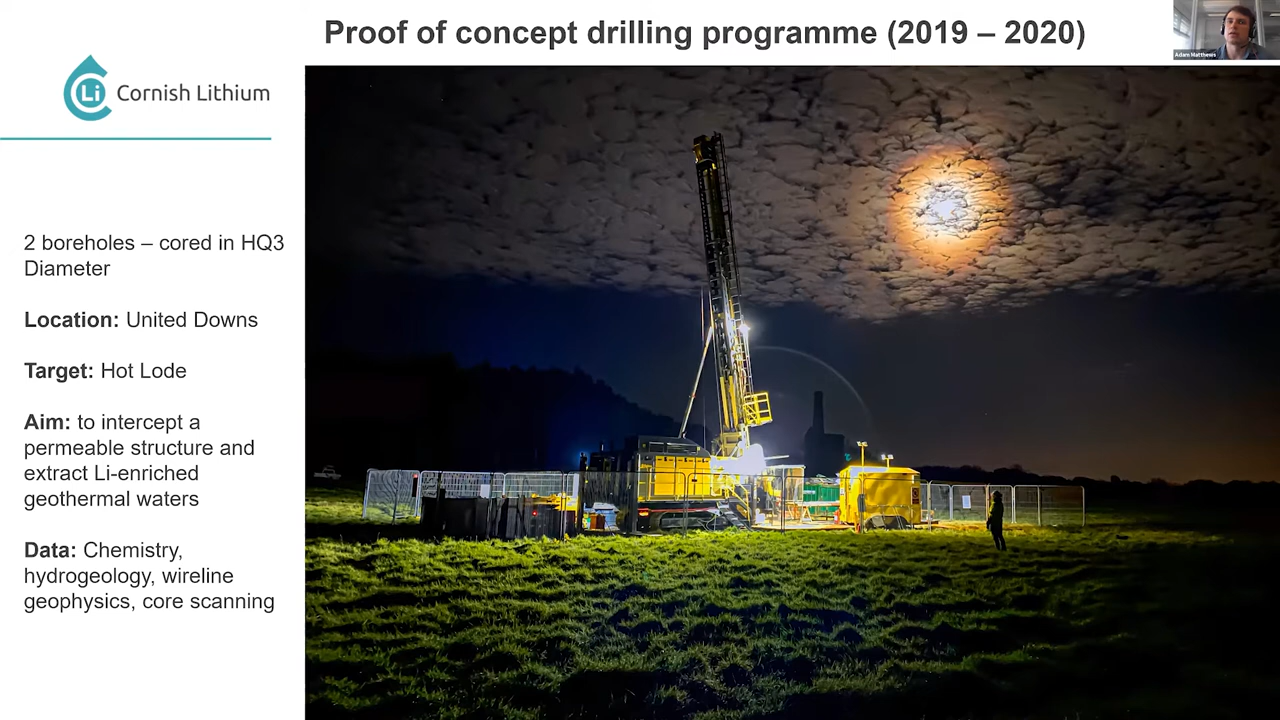 Proof of concept drilling programme (2019 – 2020)
Adam Matthews
Li
Cornish Lithium
2 boreholes – cored in HQ3
Diameter
Location: United Downs
Target: Hot Lode
Aim: to intercept a
permeable structure and
extract Li-enriched
geothermal waters
Data: Chemistry,
hydrogeology, wireline
geophysics, core scanning